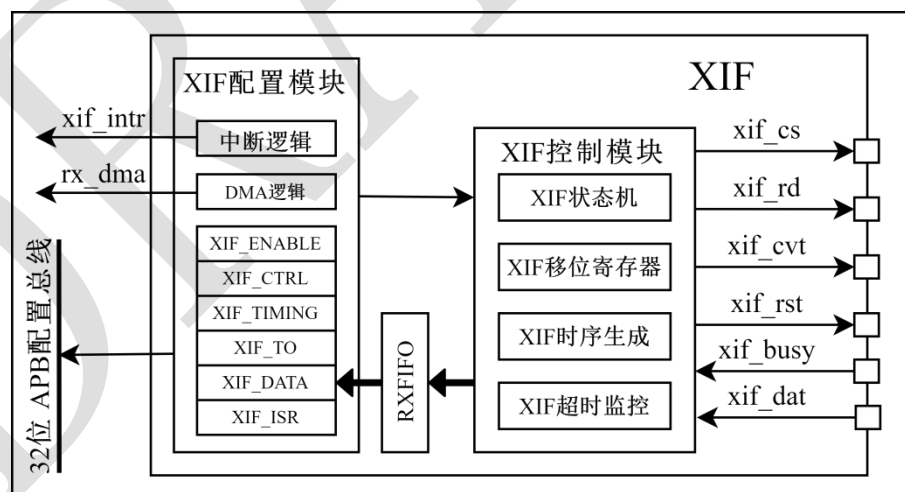 XIF
XIF配置模块
xif_intr
中断逻辑
rx_dma
DMA逻辑
XIF_ENABLE
XIF_CTRL
XIF_TIMING
XIF_TO
XIF_DATA
XIF_ISR
32位 APB配置总线
RXFIFO
XIF控制模块
XIF状态机
XIF移位寄存器
XIF时序生成
XIF超时监控
xif_cs
xif_rd
xif_cvt
xif_rst
xif_busy
xif_dat